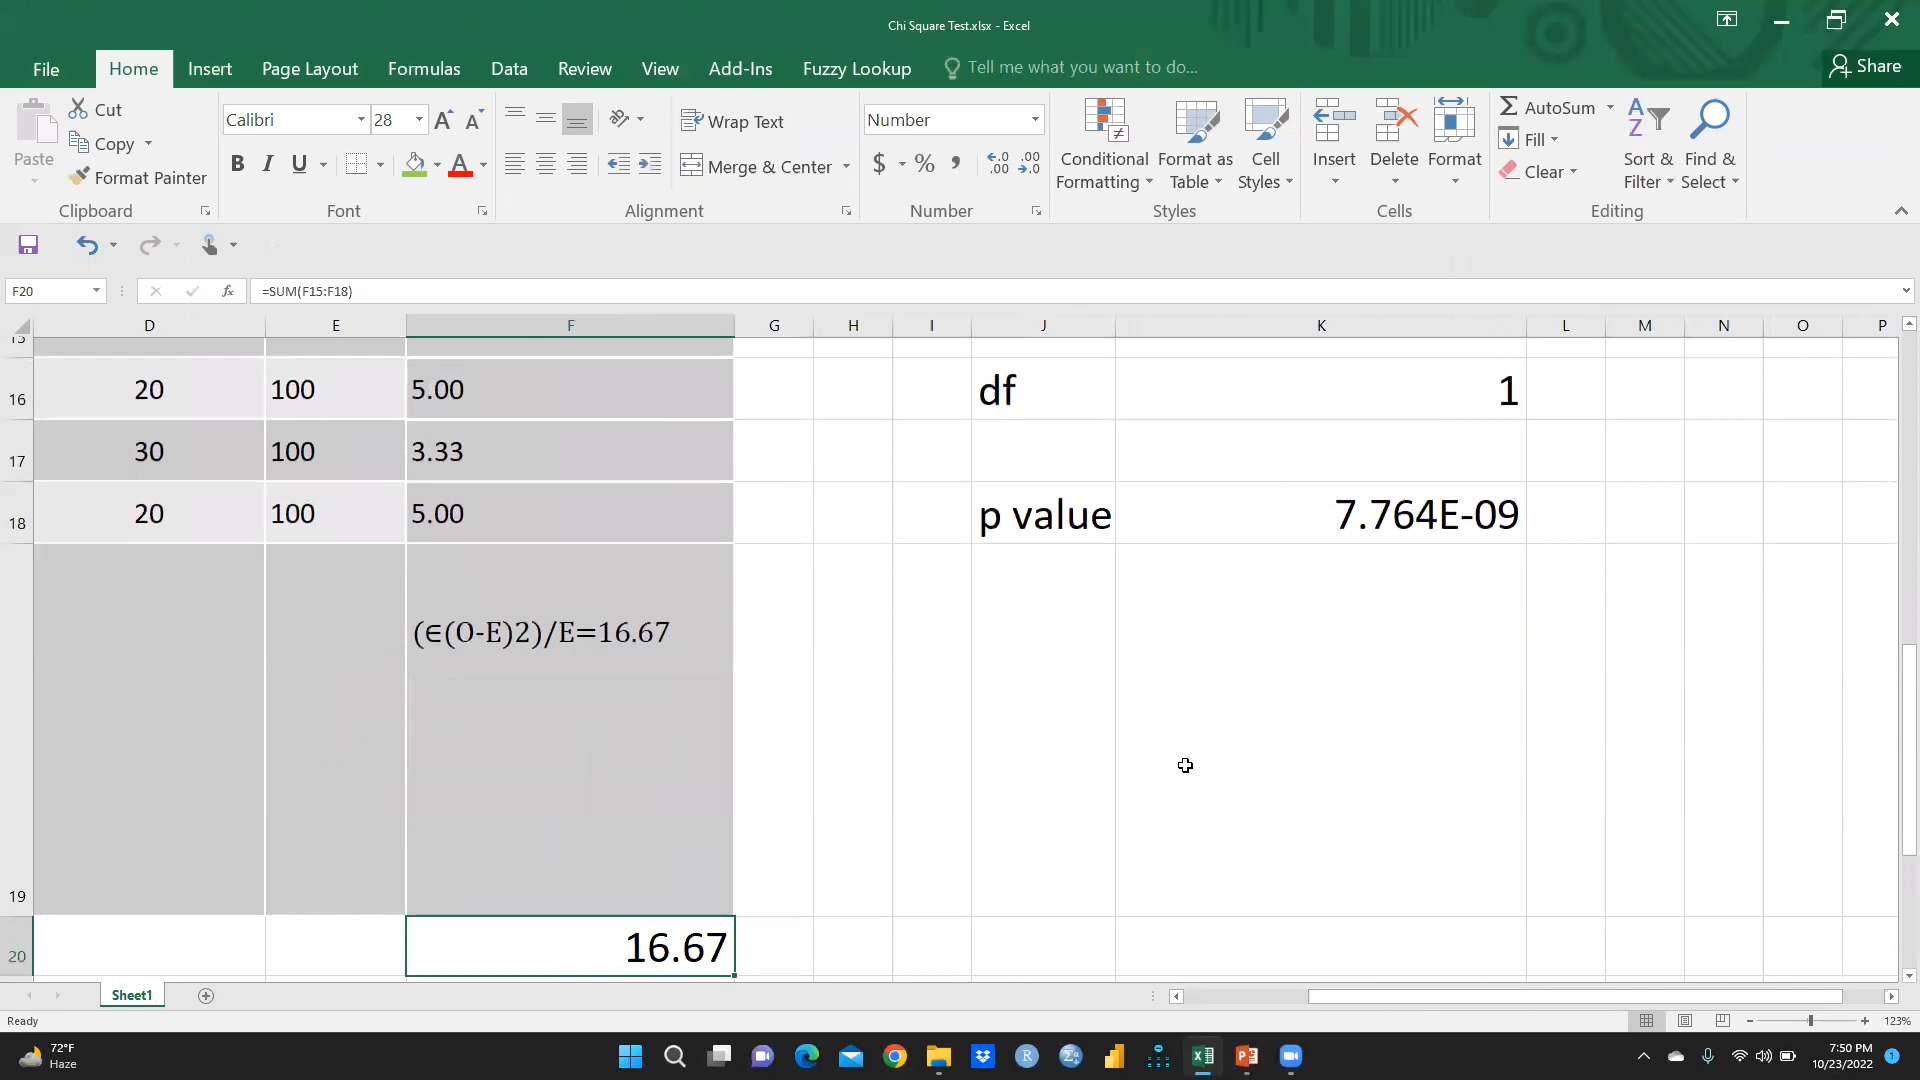 Chi Square Test.xlsx - Excel
File Home Insert Page Layout Formulas Data Review View Add-Ins Fuzzy Lookup Tell me what you want to do... Share
Paste
Cut
Copy
Format Painter
Clipboard
Calibri 28
B I U
Font
Wrap Text
Merge & Center
Alignment
Number
$ % ,
Number
Conditional Formatting
Format as Table
Cell Styles
Styles
Insert Delete Format
Cells
AutoSum
Fill
Clear
Sort & Filter
Find & Select
Editing
F20 fx =SUM(F15:F18)
D E F G H I J K L M N O P
15
16 20 100 5.00 df 1
17 30 100 3.33
18 20 100 5.00 p value 7.764E-09
(∈(O-E)2)/E=16.67
19
20 16.67
Sheet1
Ready 123%
72°F
Haze
7:50 PM
10/23/2022
1